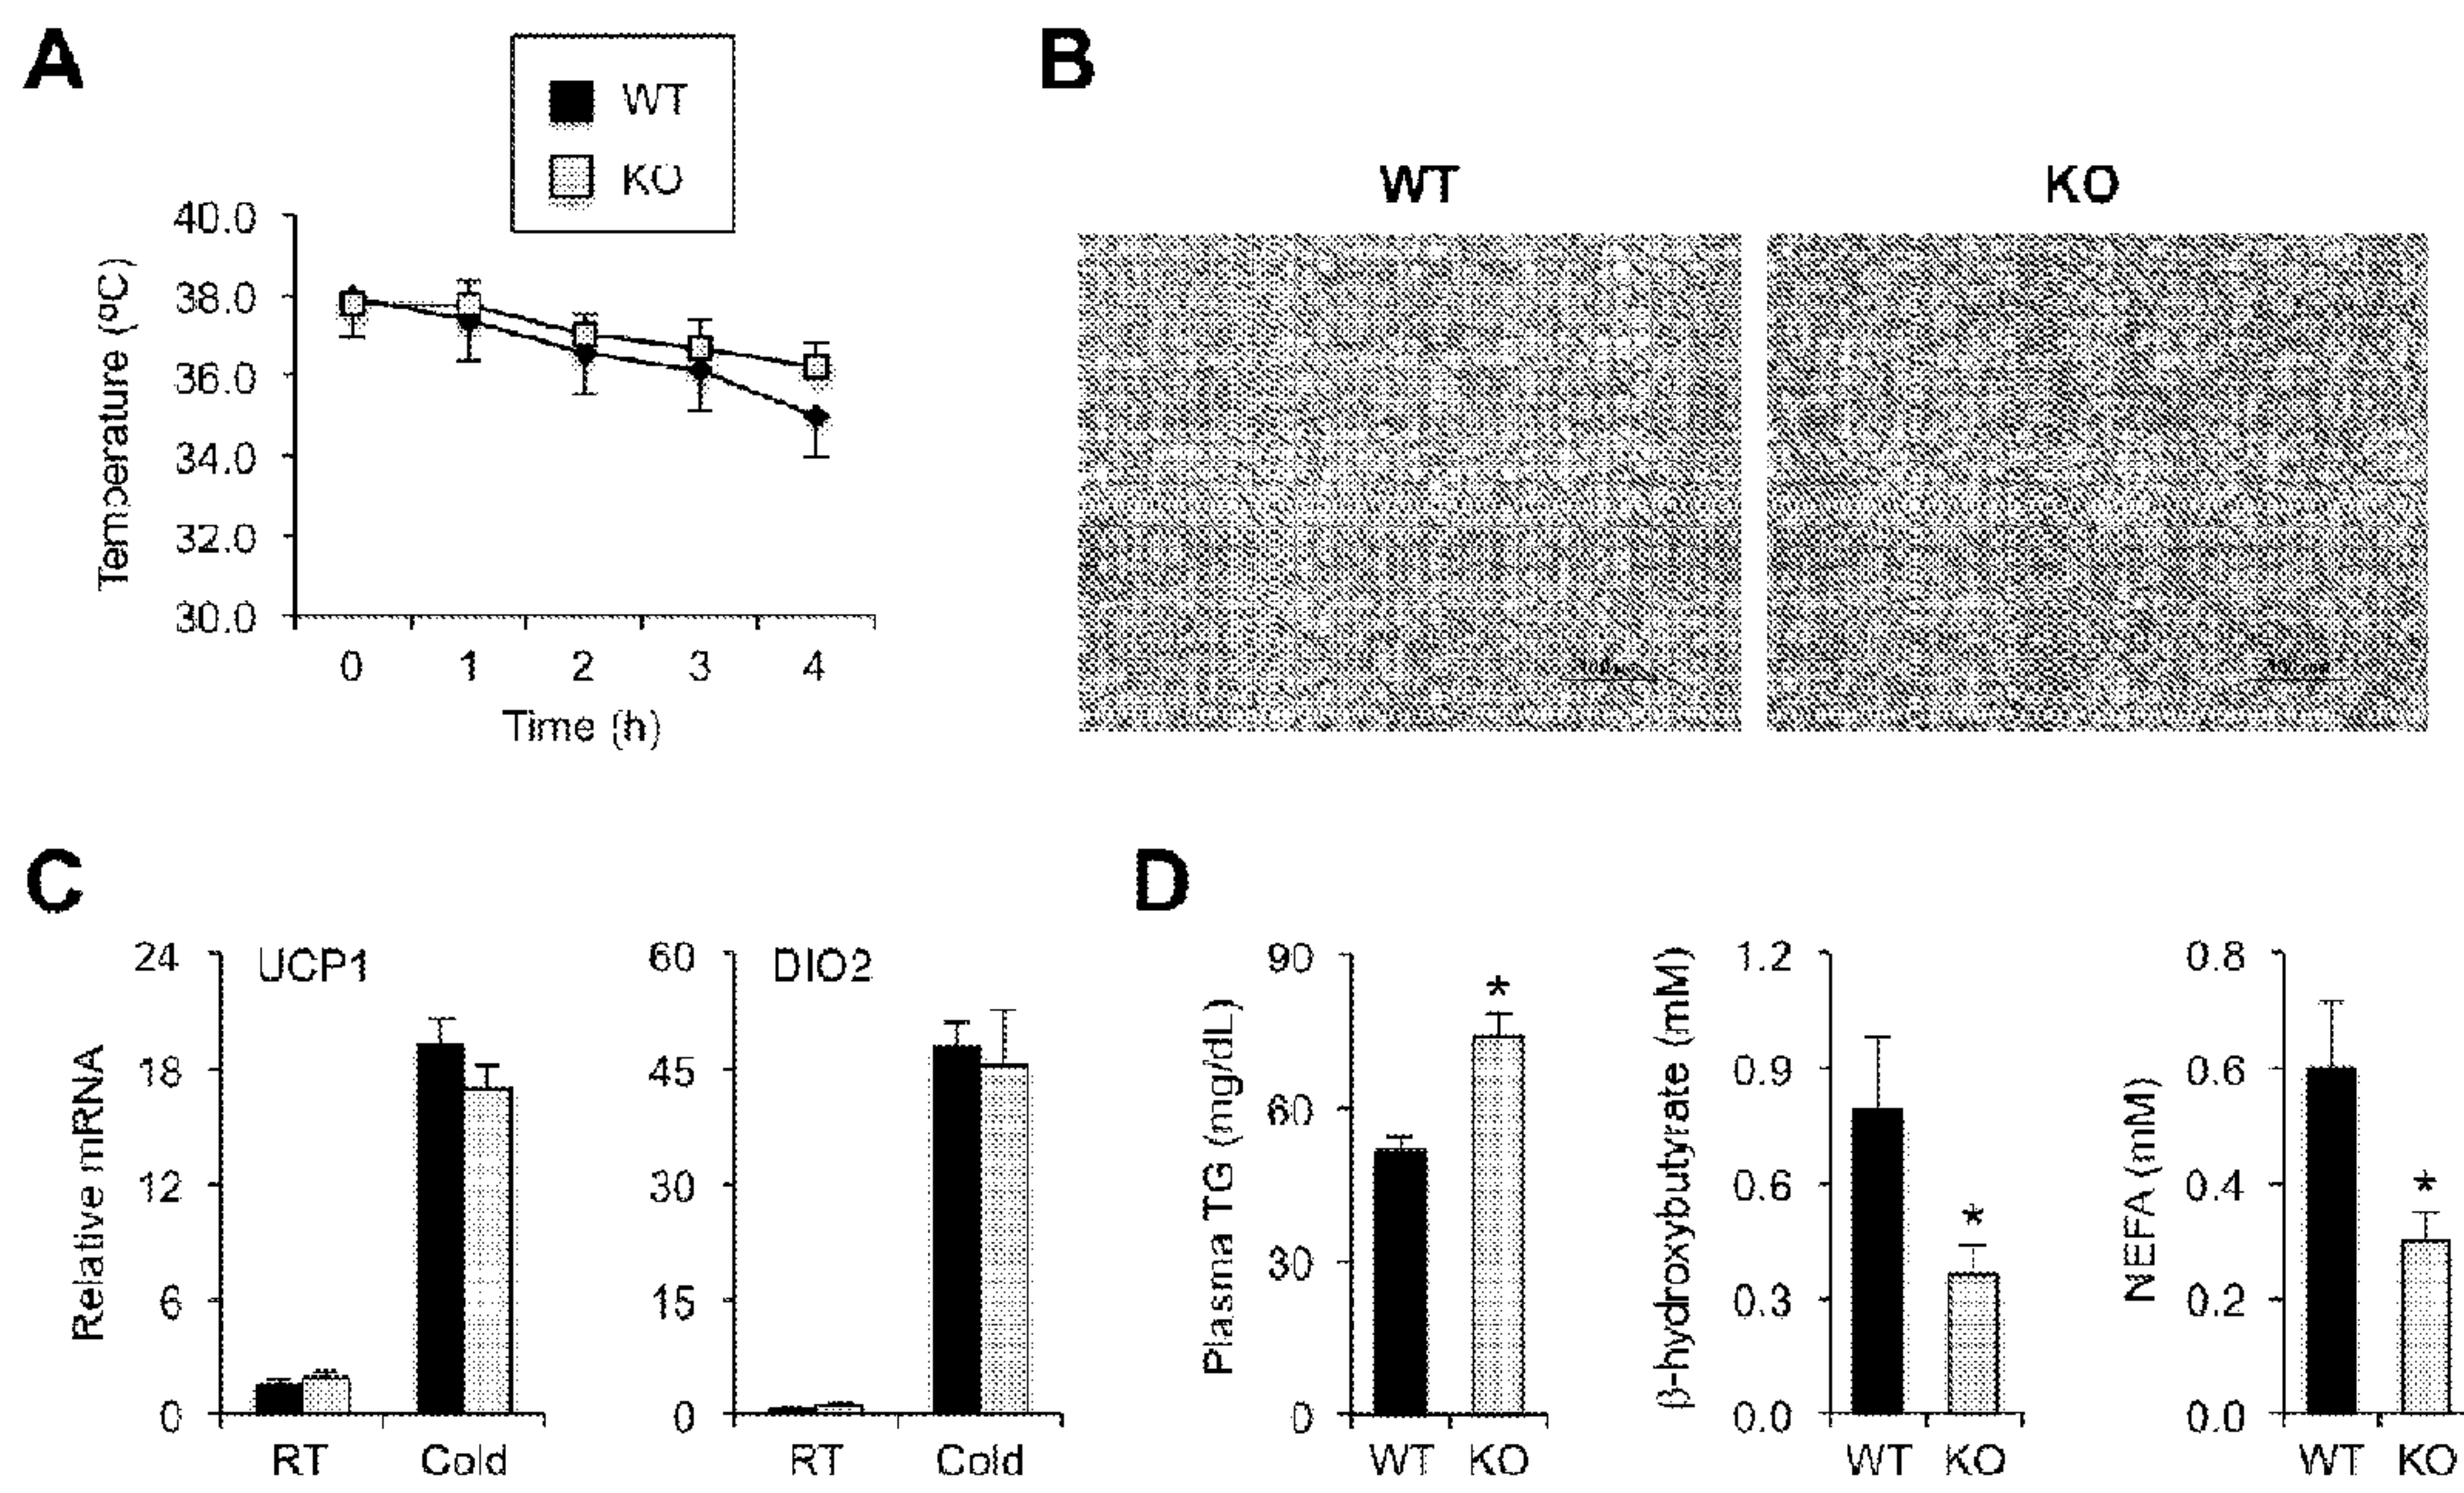 A
WT
KO
40.0
38.0
36.0
34.0
32.0
30.0
Temperature (ºC)
0 1 2 3 4
Time (h)
B
WT KO
C
24
18
12
6
0
Relative mRNA
UCP1
RT Cold
60
45
30
15
0
DIO2
RT Cold
D
90
60
30
0
Plasma TG (mg/dL)
*
WT KO
1.2
0.9
0.6
0.3
0.0
β-hydroxybutyrate (mM)
*
WT KO
0.8
0.6
0.4
0.2
0.0
NEFA (mM)
*
WT KO